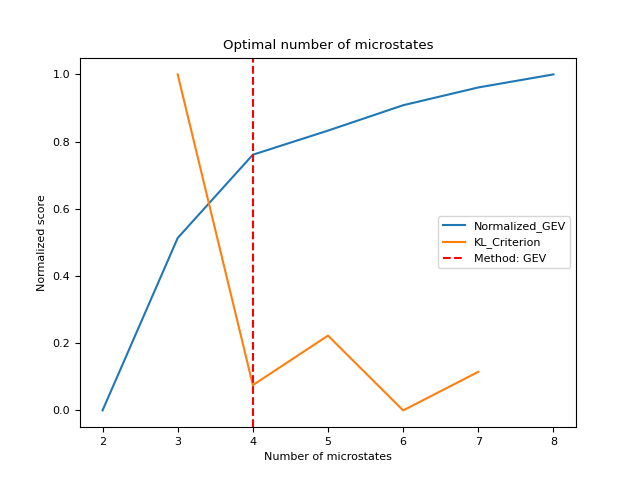 Optimal number of microstates
1.0
0.8
0.6
0.4
0.2
0.0
Normalized score
Normalized_GEV
KL_Criterion
Method: GEV
2 3 4 5 6 7 8
Number of microstates